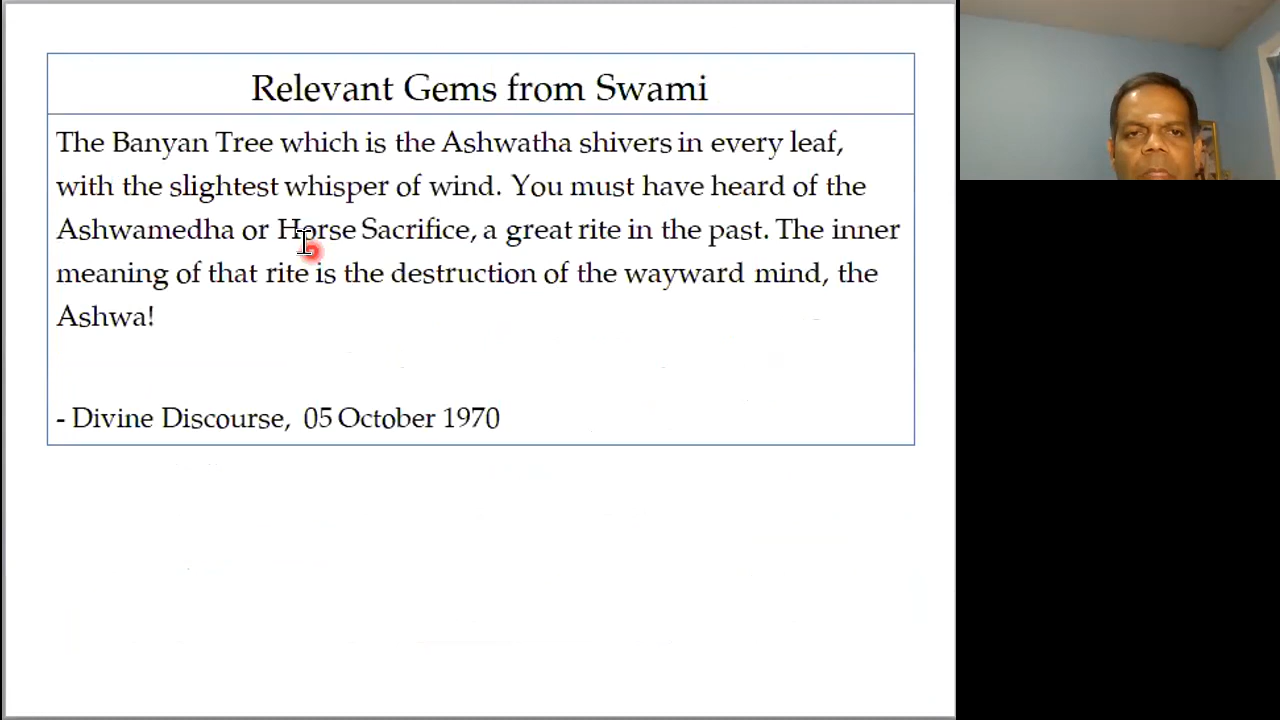 Relevant Gems from Swami
The Banyan Tree which is the Ashwatha shivers in every leaf,
with the slightest whisper of wind. You must have heard of the
Ashwamedha or Horse Sacrifice, a great rite in the past. The inner
meaning of that rite is the destruction of the wayward mind, the
Ashwa!
- Divine Discourse, 05 October 1970